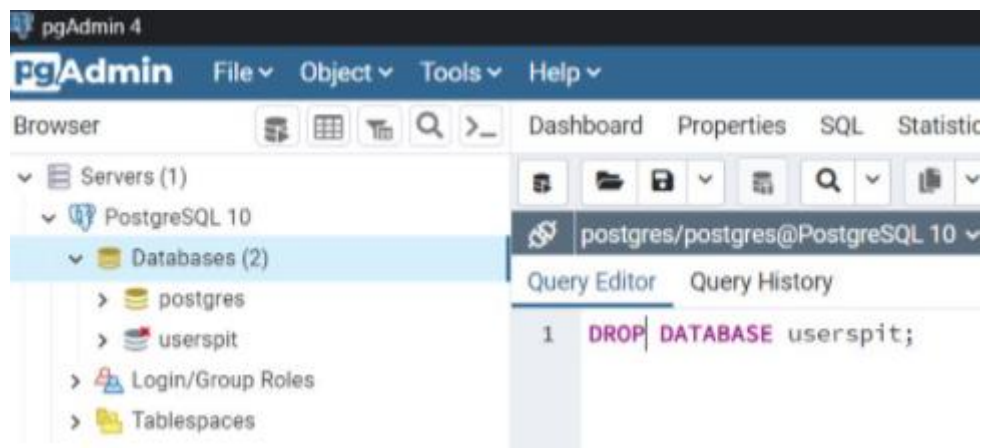 pgAdmin 4
pgAdmin File Object Tools Help
Browser
Dashboard Properties SQL Statistic
Servers (1)
PostgreSQL 10
Databases (2)
postgres
userspit
Login/Group Roles
Tablespaces
postgres/postgres@PostgreSQL 10
Query Editor Query History
1 DROP DATABASE userspit;